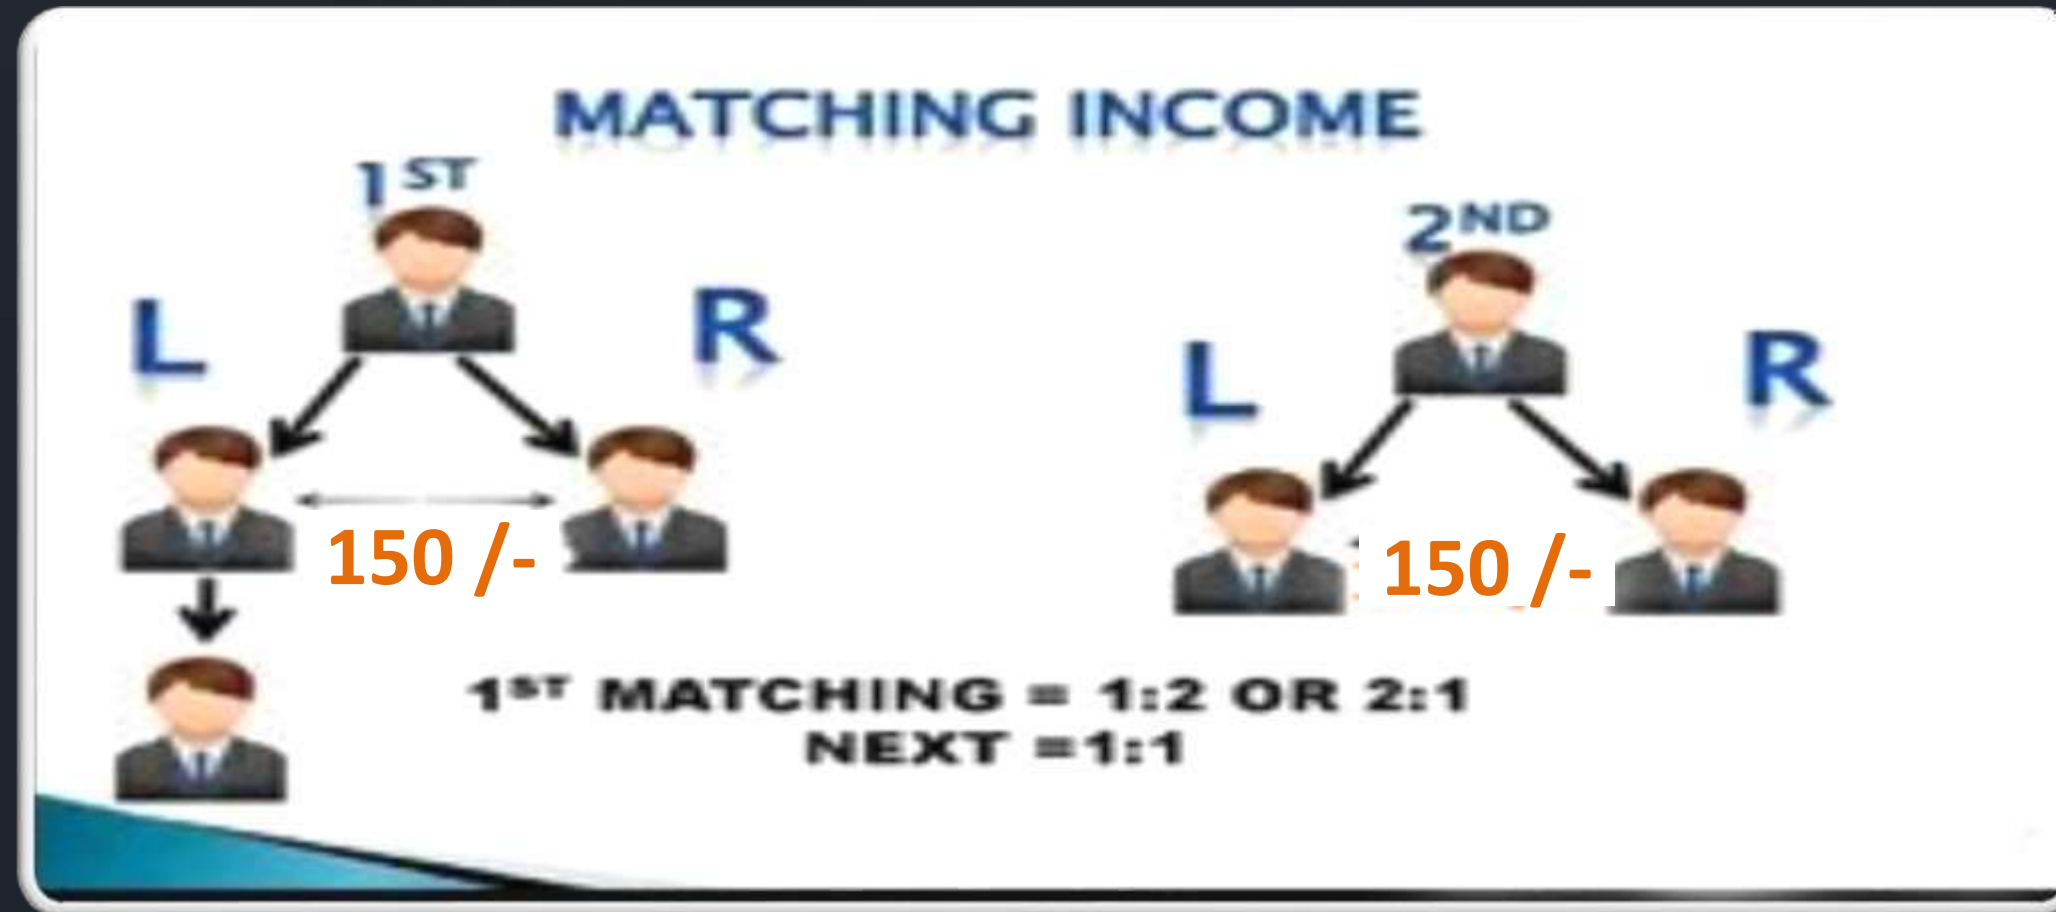 MATCHING INCOME
1ST
L
R
150 /-
2ND
L
R
150 /-
1ST MATCHING = 1:2 OR 2:1
NEXT =1:1